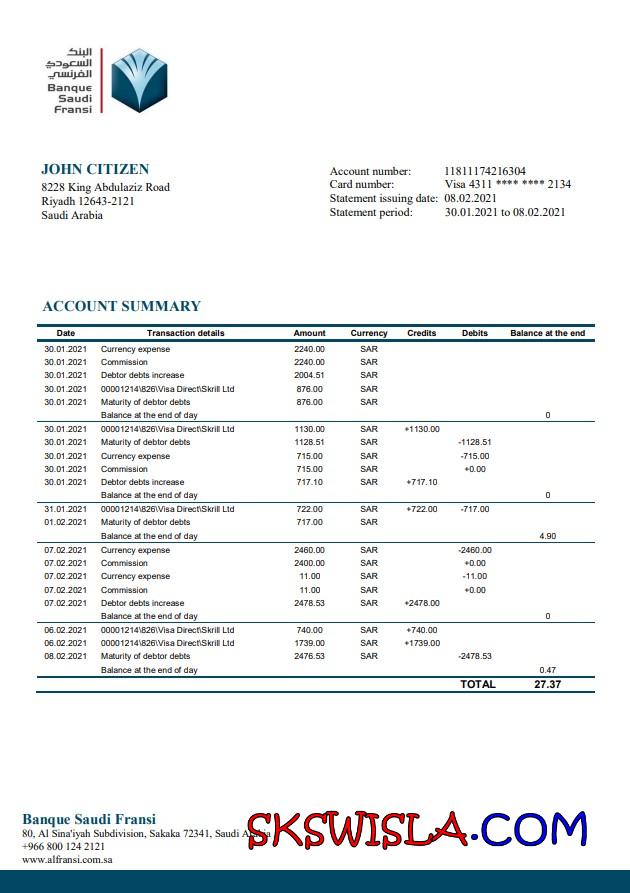 البنك
السعودي
الفرنسي
Banque
Saudi
Fransi
JOHN CITIZEN
8228 King Abdulaziz Road
Riyadh 12643-2121
Saudi Arabia
Account number: 11811174216304
Card number: Visa 4311 **** **** 2134
Statement issuing date: 08.02.2021
Statement period: 30.01.2021 to 08.02.2021
ACCOUNT SUMMARY
Date Transaction details Amount Currency Credits Debits Balance at the end
30.01.2021 Currency expense 2240.00 SAR
30.01.2021 Commission 2240.00 SAR
30.01.2021 Debtor debts increase 2004.51 SAR
30.01.2021 00001214\826\Visa Direct\Skrill Ltd 876.00 SAR
30.01.2021 Maturity of debtor debts 876.00 SAR
Balance at the end of day 0
30.01.2021 00001214\826\Visa Direct\Skrill Ltd 1130.00 SAR +1130.00
30.01.2021 Maturity of debtor debts 1128.51 SAR -1128.51
30.01.2021 Currency expense 715.00 SAR -715.00
30.01.2021 Commission 715.00 SAR +0.00
30.01.2021 Debtor debts increase 717.10 SAR +717.10
Balance at the end of day 0
31.01.2021 00001214\826\Visa Direct\Skrill Ltd 722.00 SAR +722.00 -717.00
01.02.2021 Maturity of debtor debts 717.00 SAR
Balance at the end of day 4.90
07.02.2021 Currency expense 2460.00 SAR -2460.00
07.02.2021 Commission 2400.00 SAR +0.00
07.02.2021 Currency expense 11.00 SAR -11.00
07.02.2021 Commission 11.00 SAR +0.00
07.02.2021 Debtor debts increase 2478.53 SAR +2478.00
Balance at the end of day 0
06.02.2021 00001214\826\Visa Direct\Skrill Ltd 740.00 SAR +740.00
06.02.2021 00001214\826\Visa Direct\Skrill Ltd 1739.00 SAR +1739.00
08.02.2021 Maturity of debtor debts 2476.53 SAR -2478.53
Balance at the end of day 0.47
TOTAL 27.37
Banque Saudi Fransi
80, Al Sina'iyah Subdivision, Sakaka 72341, Saudi Arabia
+966 800 124 2121
www.alfransi.com.sa
SKSWISLA.COM